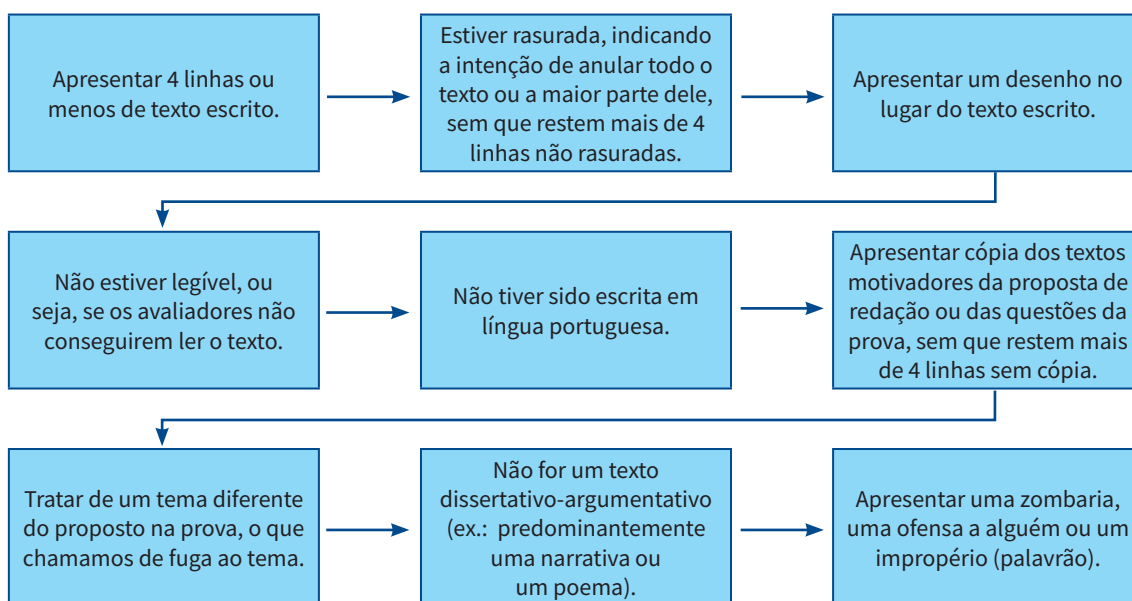 Apresentar 4 linhas ou
menos de texto escrito.
Estiver rasurada, indicando
a intenção de anular todo o
texto ou a maior parte dele,
sem que restem mais de 4
linhas não rasuradas.
Apresentar um desenho no
lugar do texto escrito.
Não estiver legível, ou
seja, se os avaliadores não
conseguirem ler o texto.
Não tiver sido escrita em
língua portuguesa.
Apresentar cópia dos textos
motivadores da proposta de
redação ou das questões da
prova, sem que restem mais
de 4 linhas sem cópia.
Tratar de um tema diferente
do proposto na prova, o que
chamamos de fuga ao tema.
Não for um texto
dissertativo-argumentativo
(ex.: predominantemente
uma narrativa ou
um poema).
Apresentar uma zombaria,
uma ofensa a alguém ou um
impropério (palavrão).